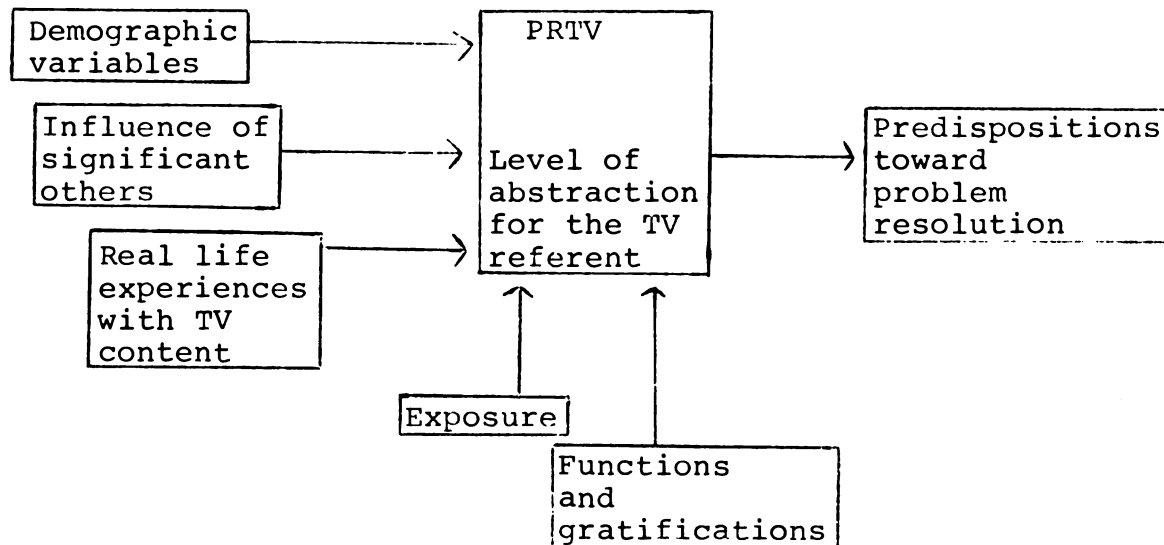 Demographic
variables
Influence of
significant
others
Real life
experiences
with TV
content
PRTV
Level of
abstraction
for the TV
referent
Exposure
Functions
and
gratifications
Predispositions
toward
problem
resolution